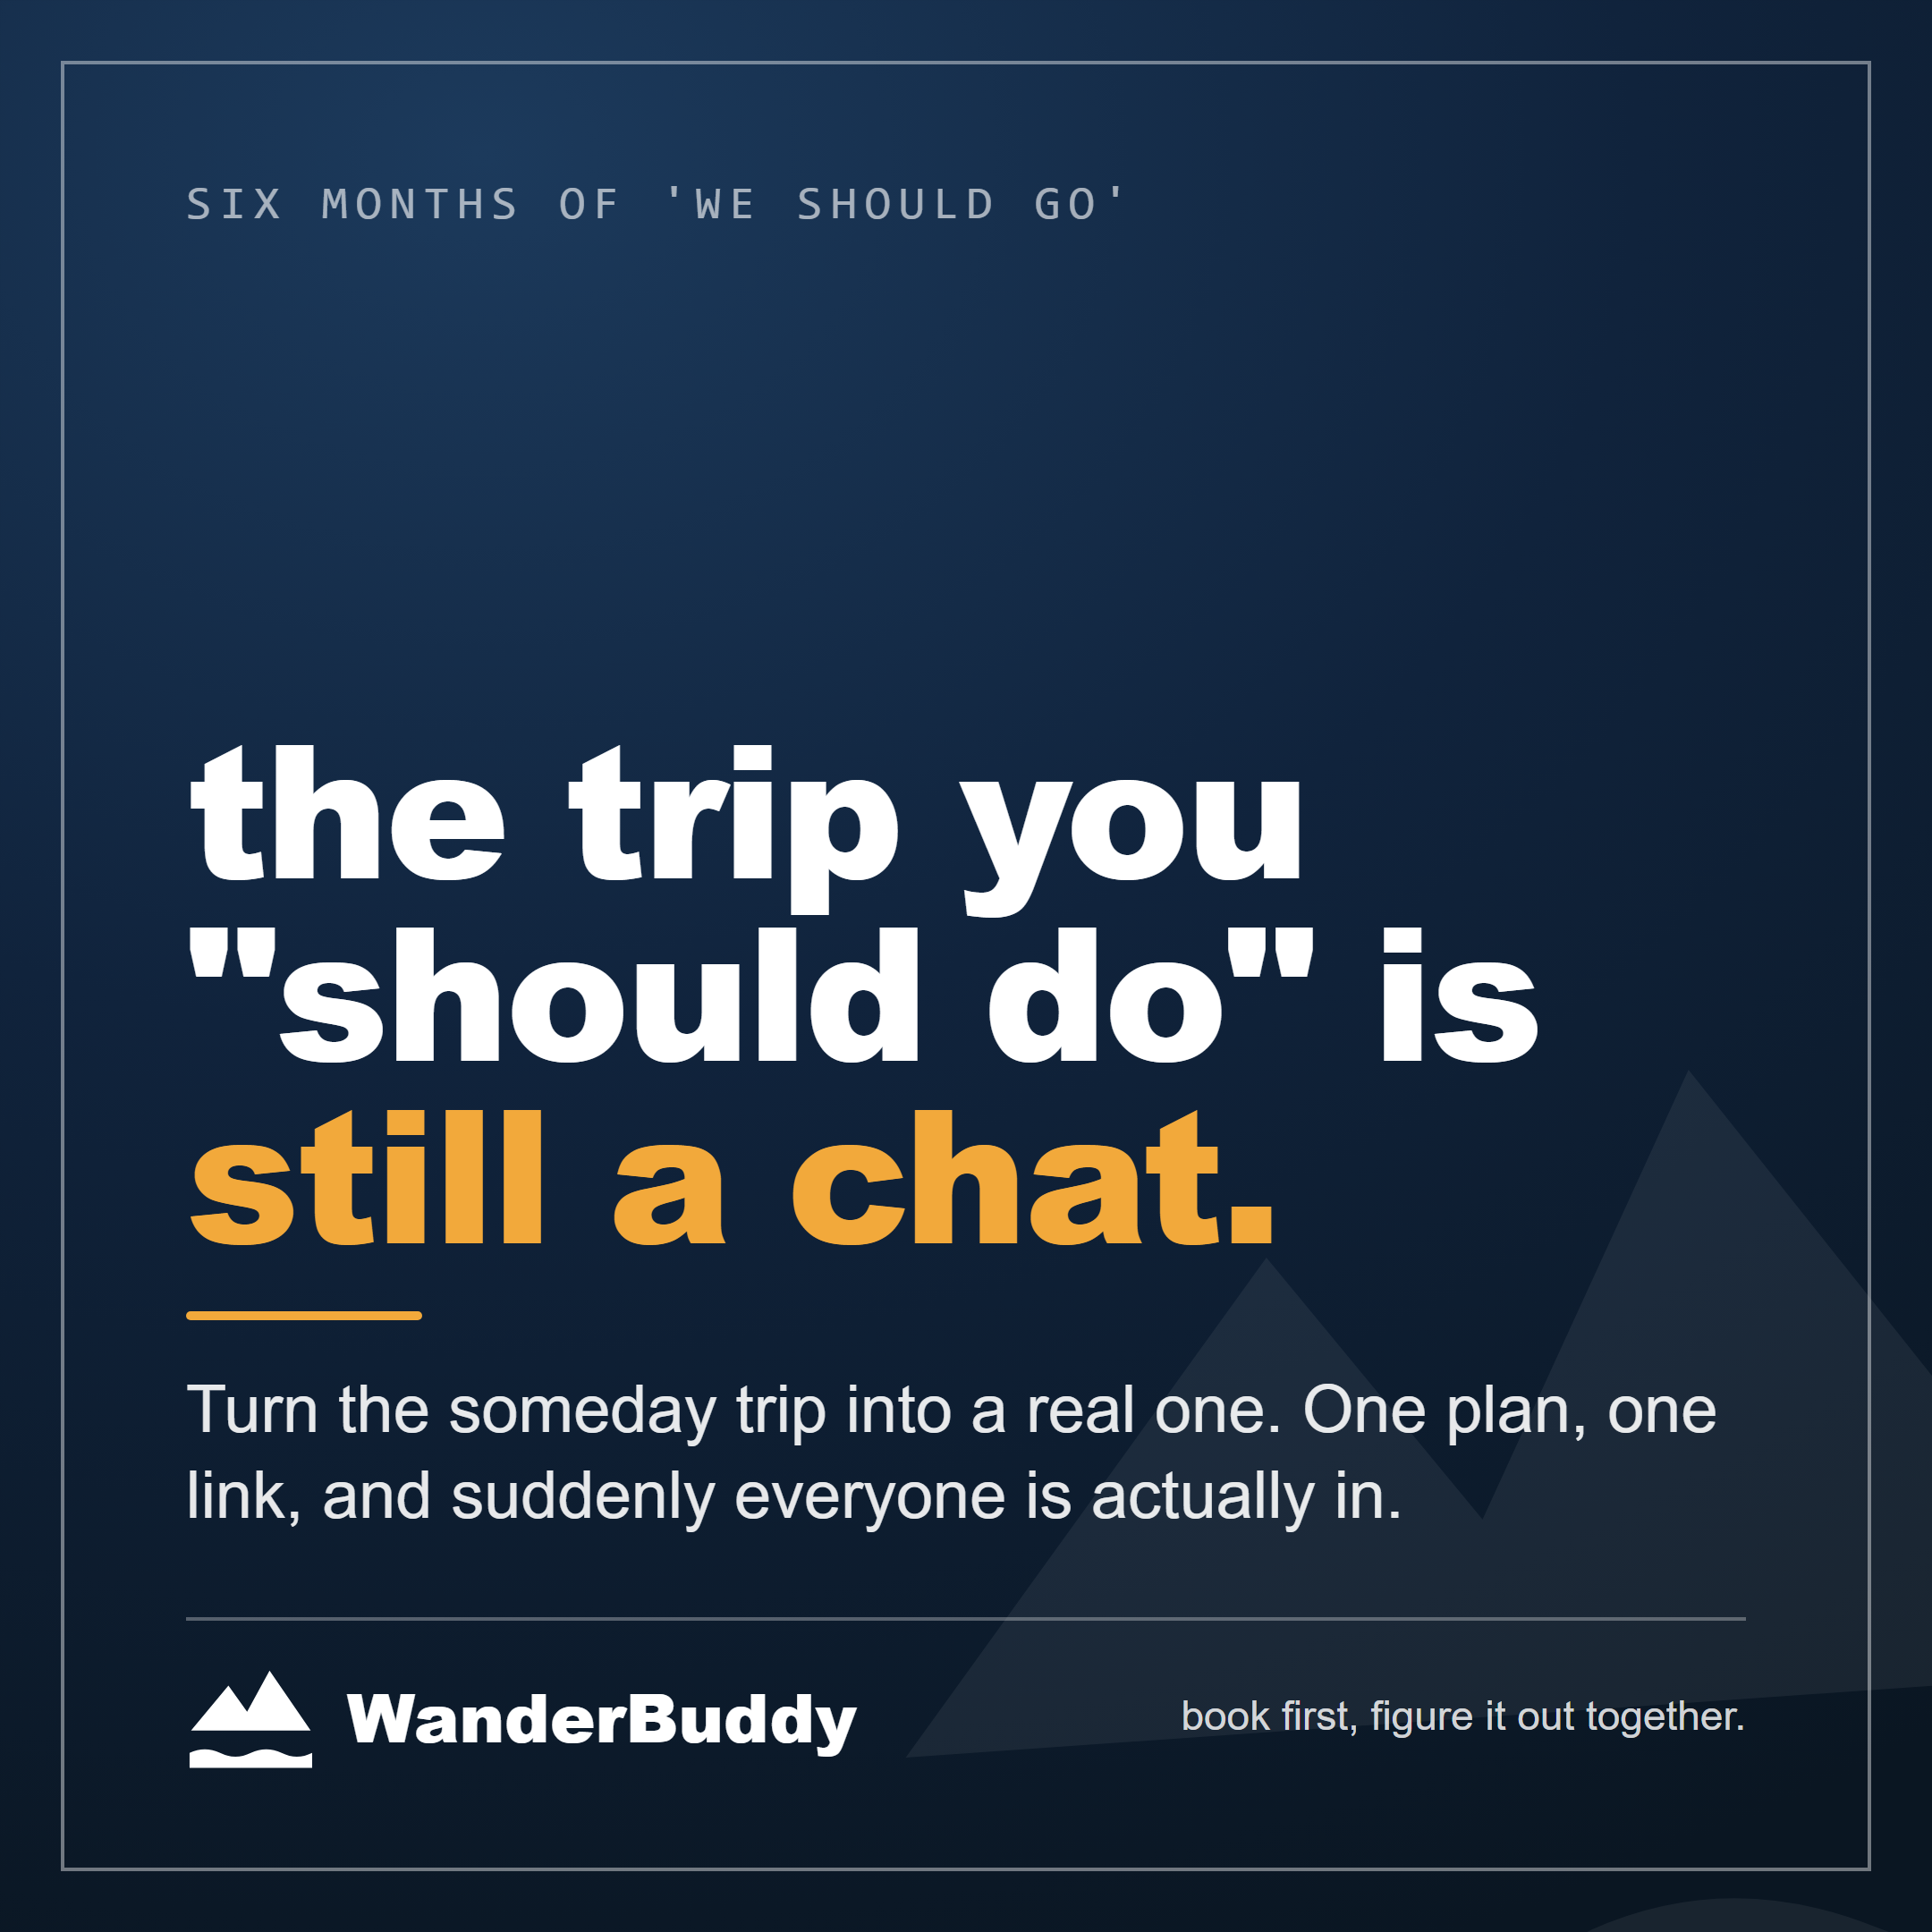 SIX MONTHS OF 'WE SHOULD GO'
the trip you
"should do" is
still a chat.
Turn the someday trip into a real one. One plan, one
link, and suddenly everyone is actually in.
WanderBuddy
book first, figure it out together.